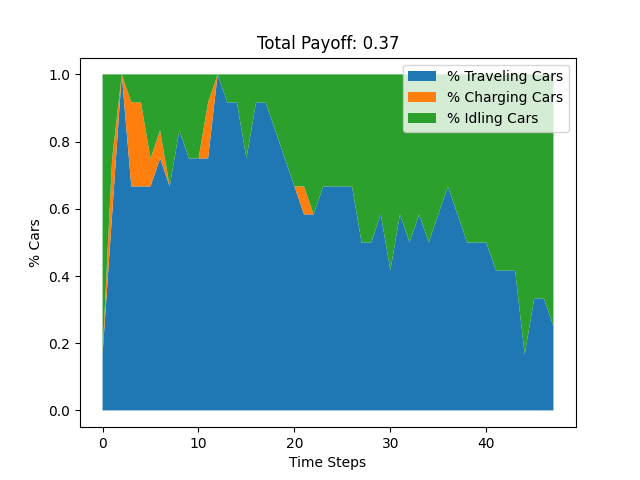 Total Payoff: 0.37
% Traveling Cars
% Charging Cars
% Idling Cars
% Cars
1.0
0.8
0.6
0.4
0.2
0.0
0 10 20 30 40
Time Steps